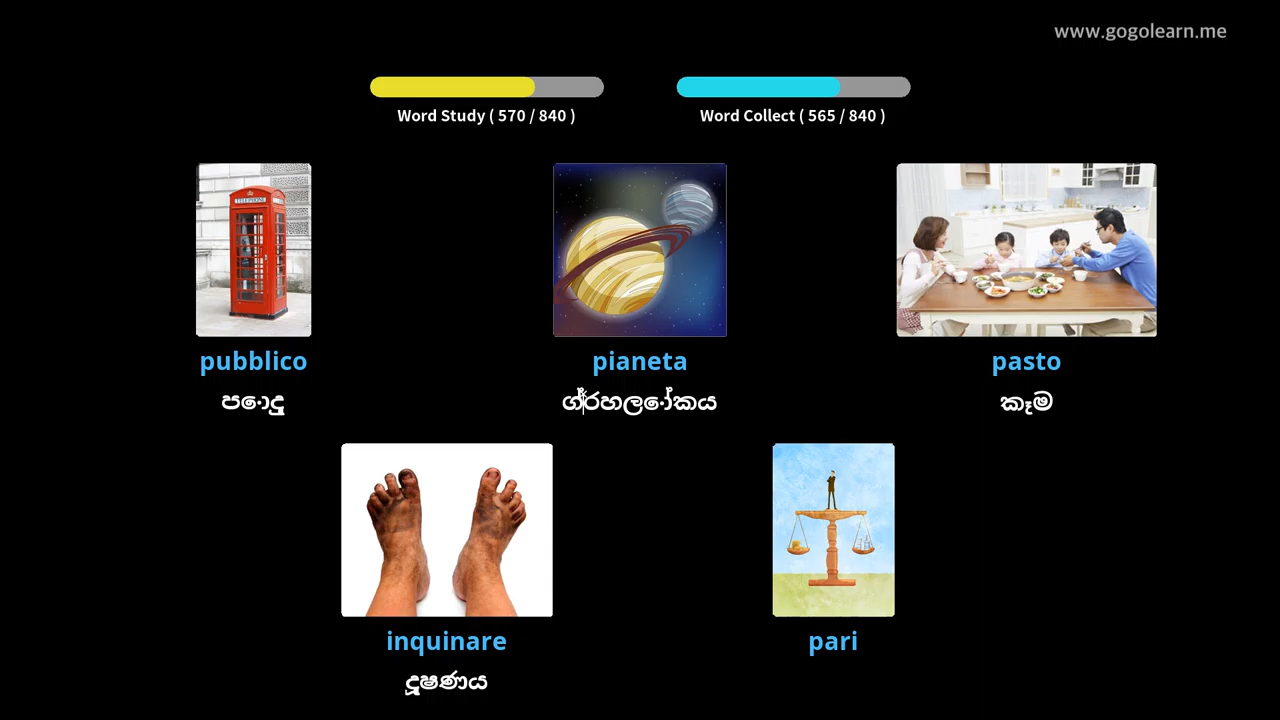 www.gogolearn.me
Word Study ( 570 / 840 )
Word Collect ( 565 / 840 )
TELEPHONE
pubblico
pianeta
pasto
පොදු
ග්රහලෝකය
කෑම
inquinare
pari
දූෂණය